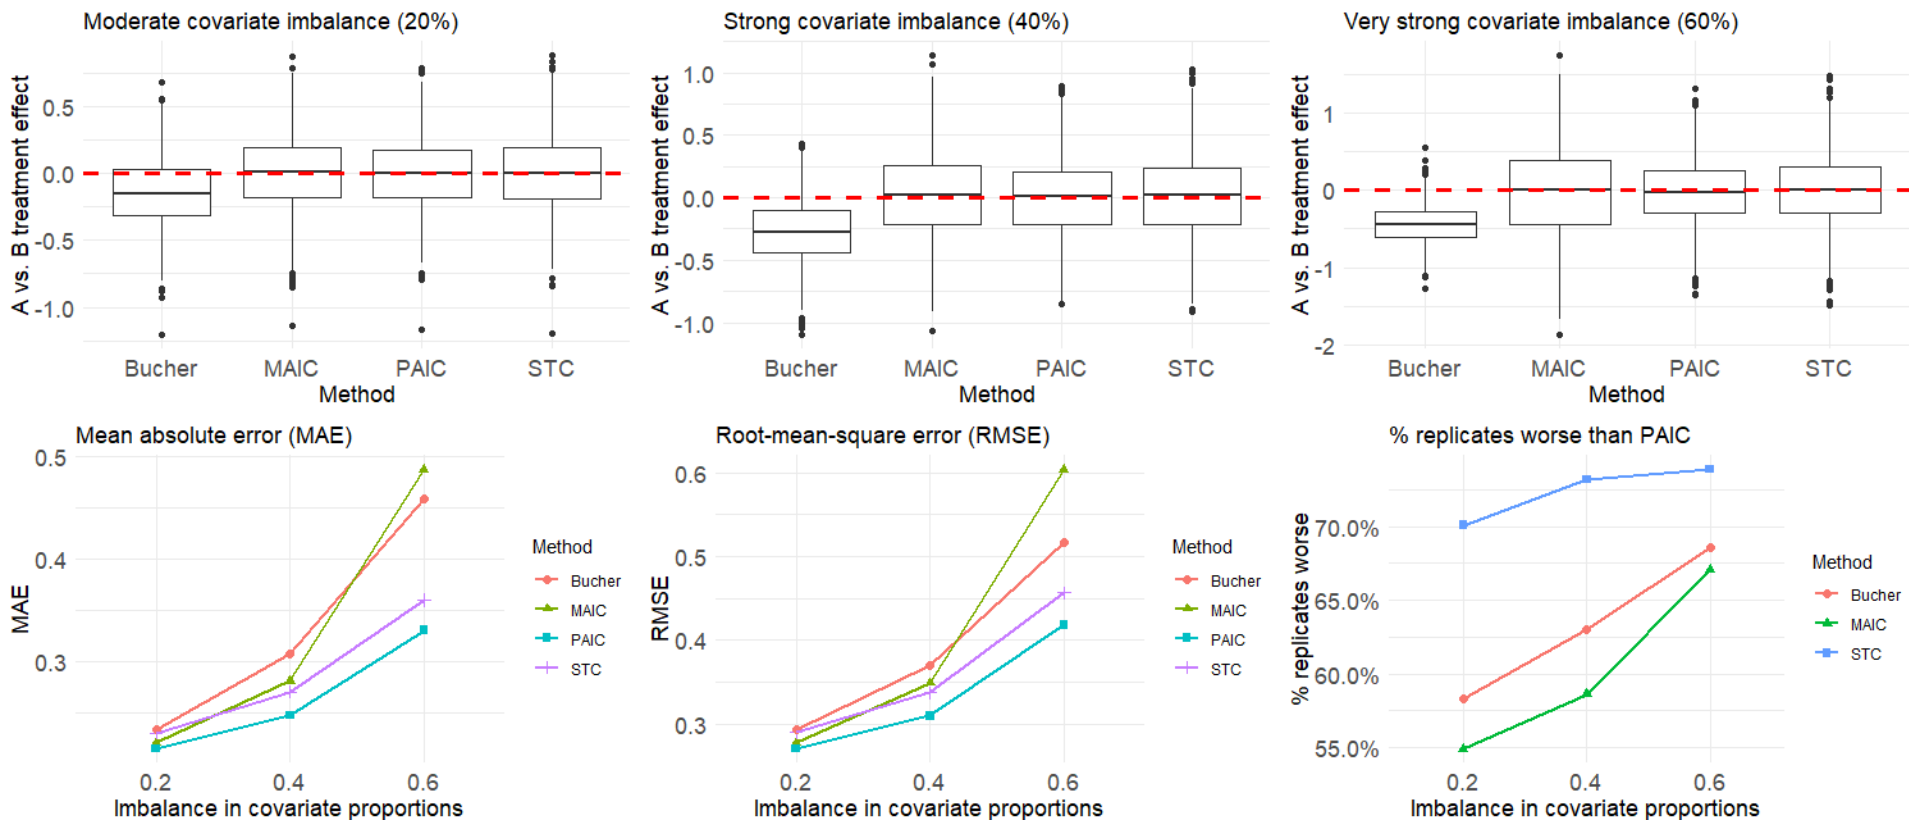 Moderate covariate imbalance (20%)
A vs. B treatment effect
0.5
0.0
-0.5
-1.0
Bucher MAIC PAIC STC
Method
Strong covariate imbalance (40%)
A vs. B treatment effect
1.0
0.5
0.0
-0.5
-1.0
Bucher MAIC PAIC STC
Method
Very strong covariate imbalance (60%)
A vs. B treatment effect
1
0
-1
-2
Bucher MAIC PAIC STC
Method
Mean absolute error (MAE)
MAE
0.5
0.4
0.3
0.2 0.4 0.6
Imbalance in covariate proportions
Method
Bucher
MAIC
PAIC
STC
Root-mean-square error (RMSE)
RMSE
0.6
0.5
0.4
0.3
0.2 0.4 0.6
Imbalance in covariate proportions
Method
Bucher
MAIC
PAIC
STC
% replicates worse than PAIC
% replicates worse
70.0%
65.0%
60.0%
55.0%
0.2 0.4 0.6
Imbalance in covariate proportions
Method
Bucher
MAIC
STC